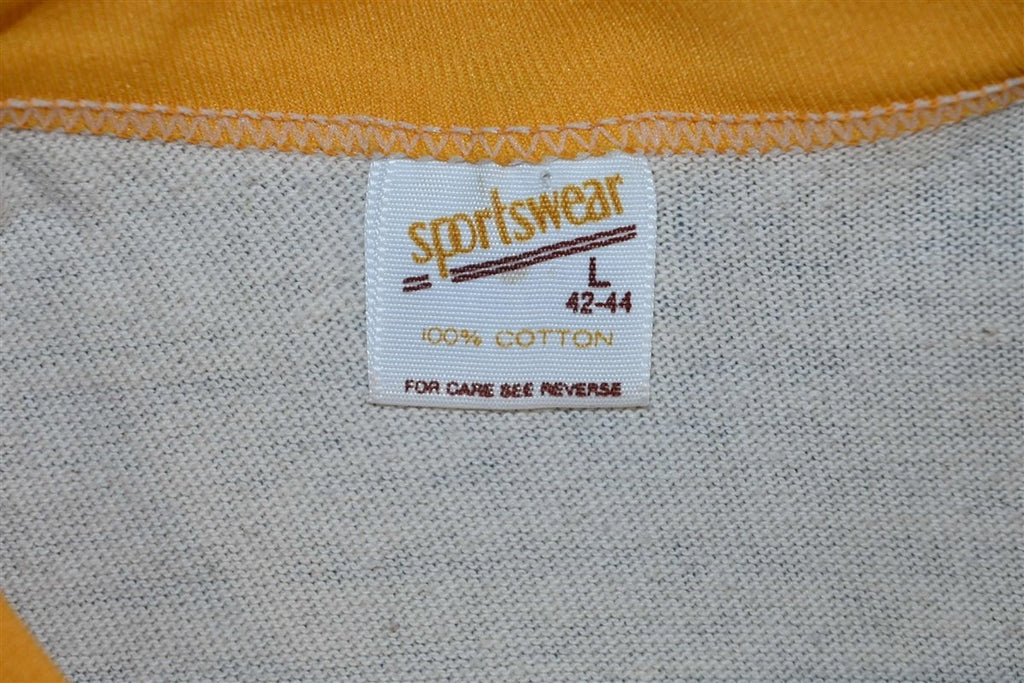 sportswear
L
42-44
100% COTTON
FOR CARE SEE REVERSE